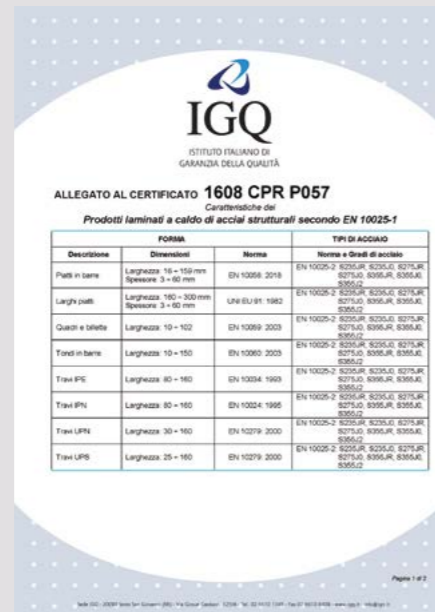 IGQ
ISTITUTO ITALIANO DI
GARANZIA DELLA QUALITÀ
ALLEGATO AL CERTIFICATO 1608 CPR P057
Caratteristiche dei
Prodotti laminati a caldo di acciai strutturali secondo EN 10025-1
FORMA TIPI DI ACCIAIO
Descrizione Dimensioni Norma Norma e Gradi di acciaio
Piatti in barre Larghezza: 16 ÷ 159 mm Spessore: 3 ÷ 60 mm EN 10058: 2018 EN 10025-2: S235JR, S235J0, S275JR, S275J0, S355JR, S355J0, S355J2
Larghi piatti Larghezza: 160 ÷ 300 mm Spessore: 3 ÷ 60 mm UNI EU 91: 1982 EN 10025-2: S235JR, S235J0, S275JR, S275J0, S355JR, S355J0, S355J2
Quadri e billette Larghezza: 10 ÷ 102 EN 10059: 2003 EN 10025-2: S235JR, S235J0, S275JR, S275J0, S355JR, S355J0, S355J2
Tondi in barre Larghezza: 10 ÷ 150 EN 10060: 2003 EN 10025-2: S235JR, S235J0, S275JR, S275J0, S355JR, S355J0, S355J2
Travi IPE Larghezza: 80 ÷ 160 EN 10034: 1993 EN 10025-2: S235JR, S235J0, S275JR, S275J0, S355JR, S355J0, S355J2
Travi IPN Larghezza: 80 ÷ 160 EN 10024: 1995 EN 10025-2: S235JR, S235J0, S275JR, S275J0, S355JR, S355J0, S355J2
Travi UPN Larghezza: 30 ÷ 160 EN 10279: 2000 EN 10025-2: S235JR, S235J0, S275JR, S275J0, S355JR, S355J0, S355J2
Travi UPS Larghezza: 25 ÷ 160 EN 10279: 2000 EN 10025-2: S235JR, S235J0, S275JR, S275J0, S355JR, S355J0, S355J2
Pagina 1 di 2